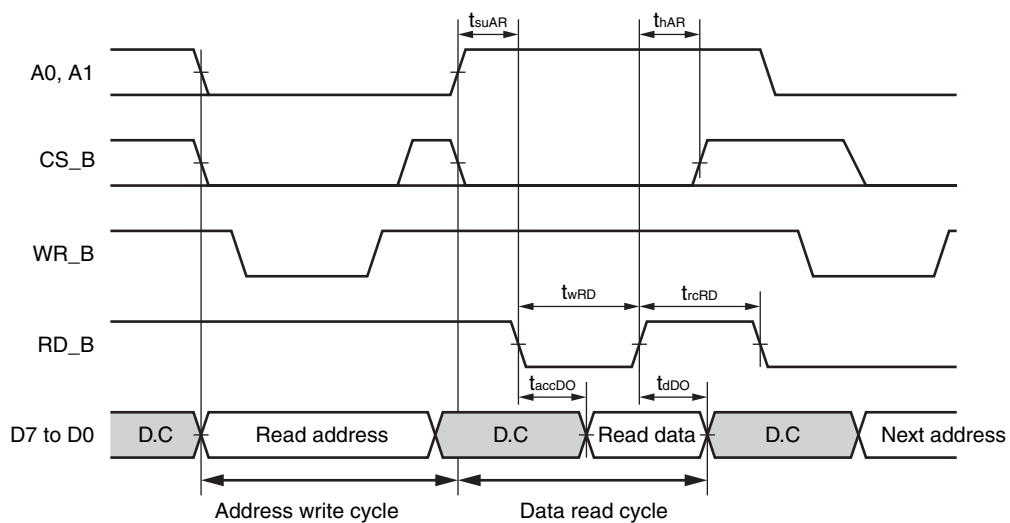 tsuAR
thAR
A0, A1
CS_B
WR_B
twRD
trcRD
RD_B
taccDO
tdDO
D7 to D0
D.C
Read address
D.C
Read data
D.C
Next address
Address write cycle
Data read cycle